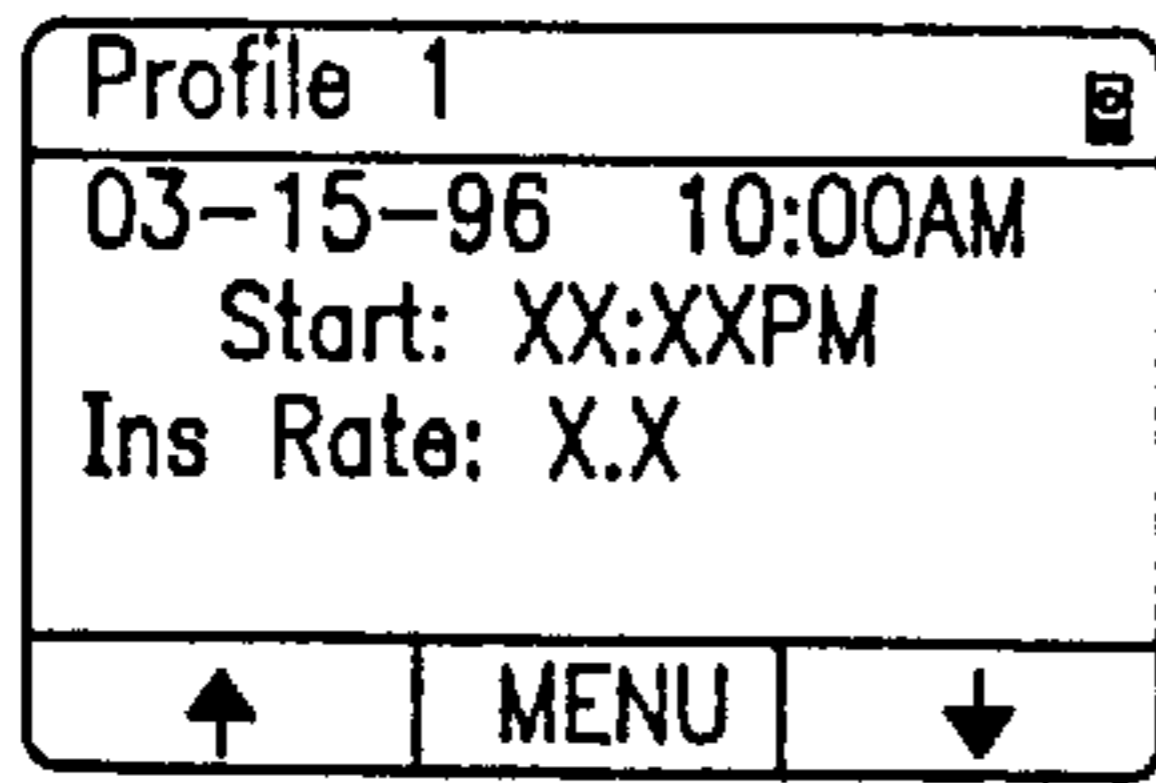 Profile 1
03-15-96 10:00AM
Start: XX:XXPM
Ins Rate: X.X
MENU